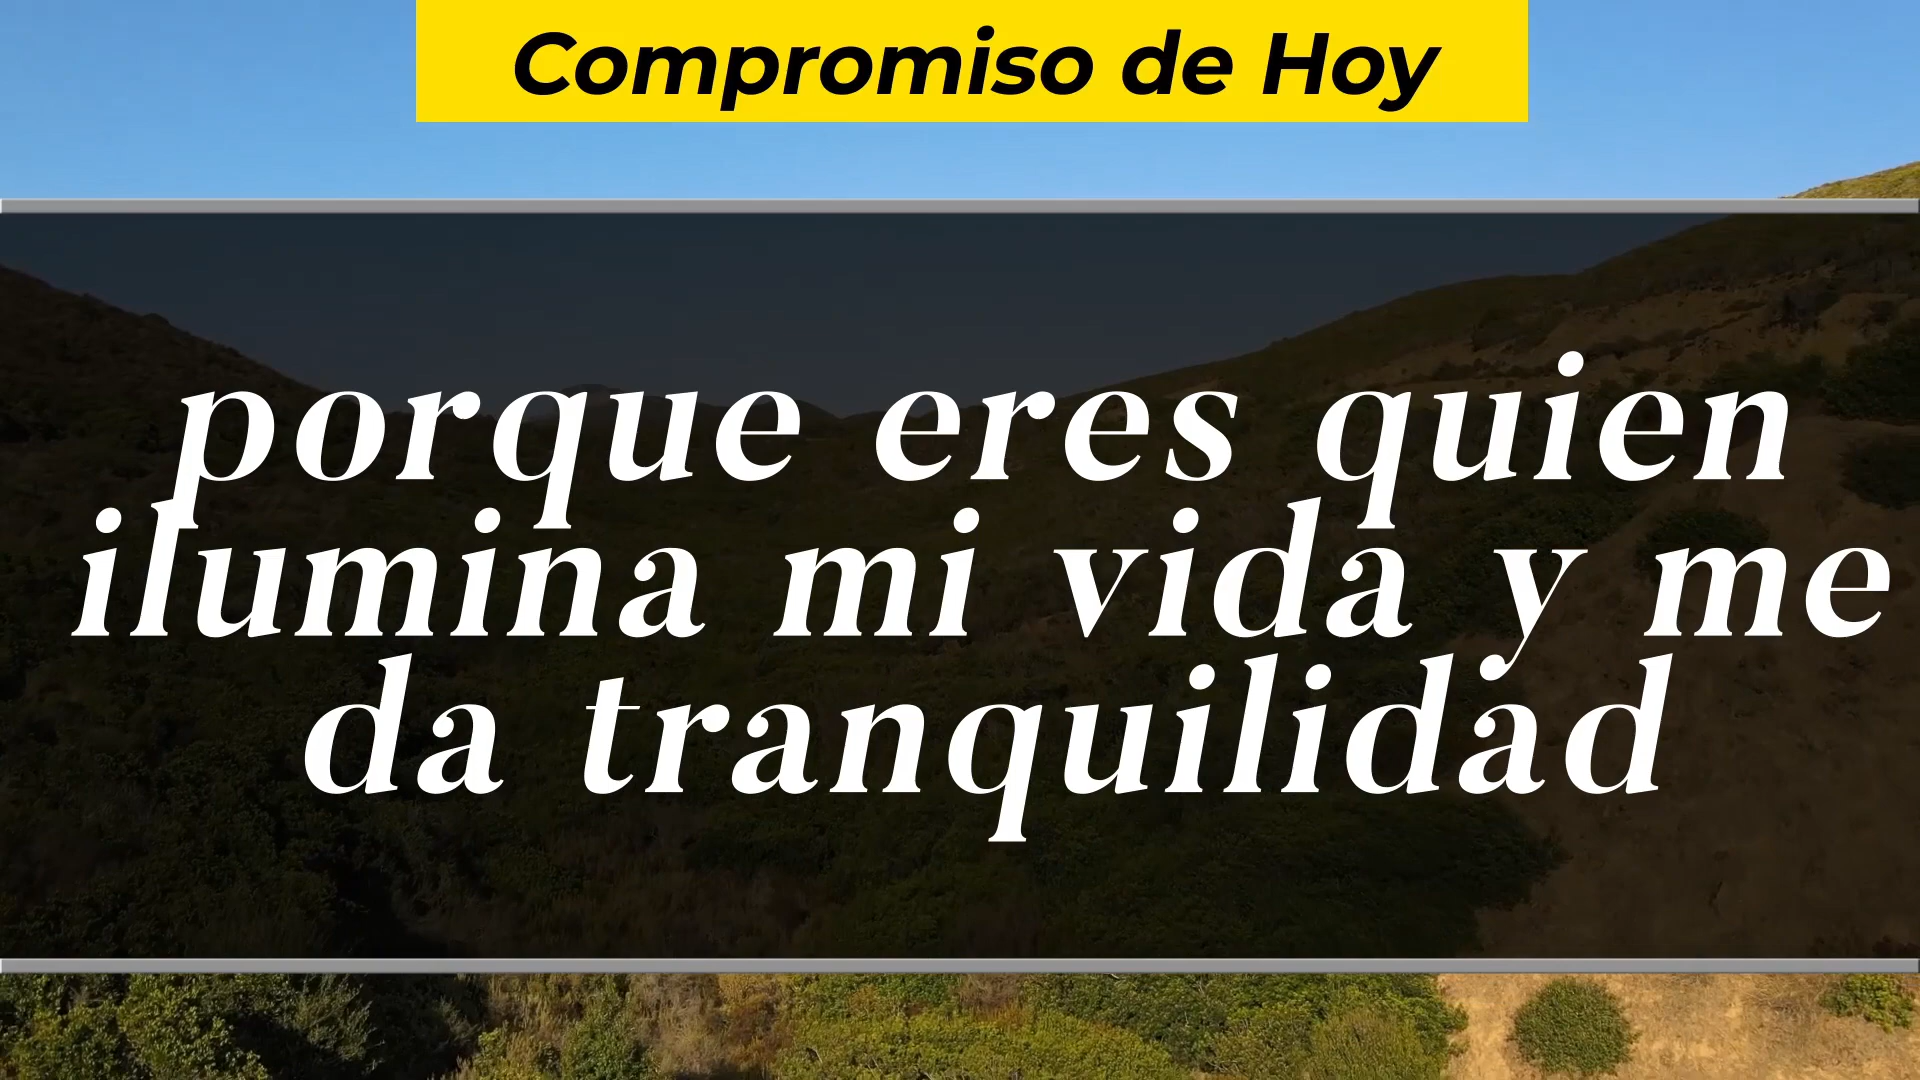 Compromiso de Hoy
porque eres quien
ilumina mi vida y me
da tranquilidad